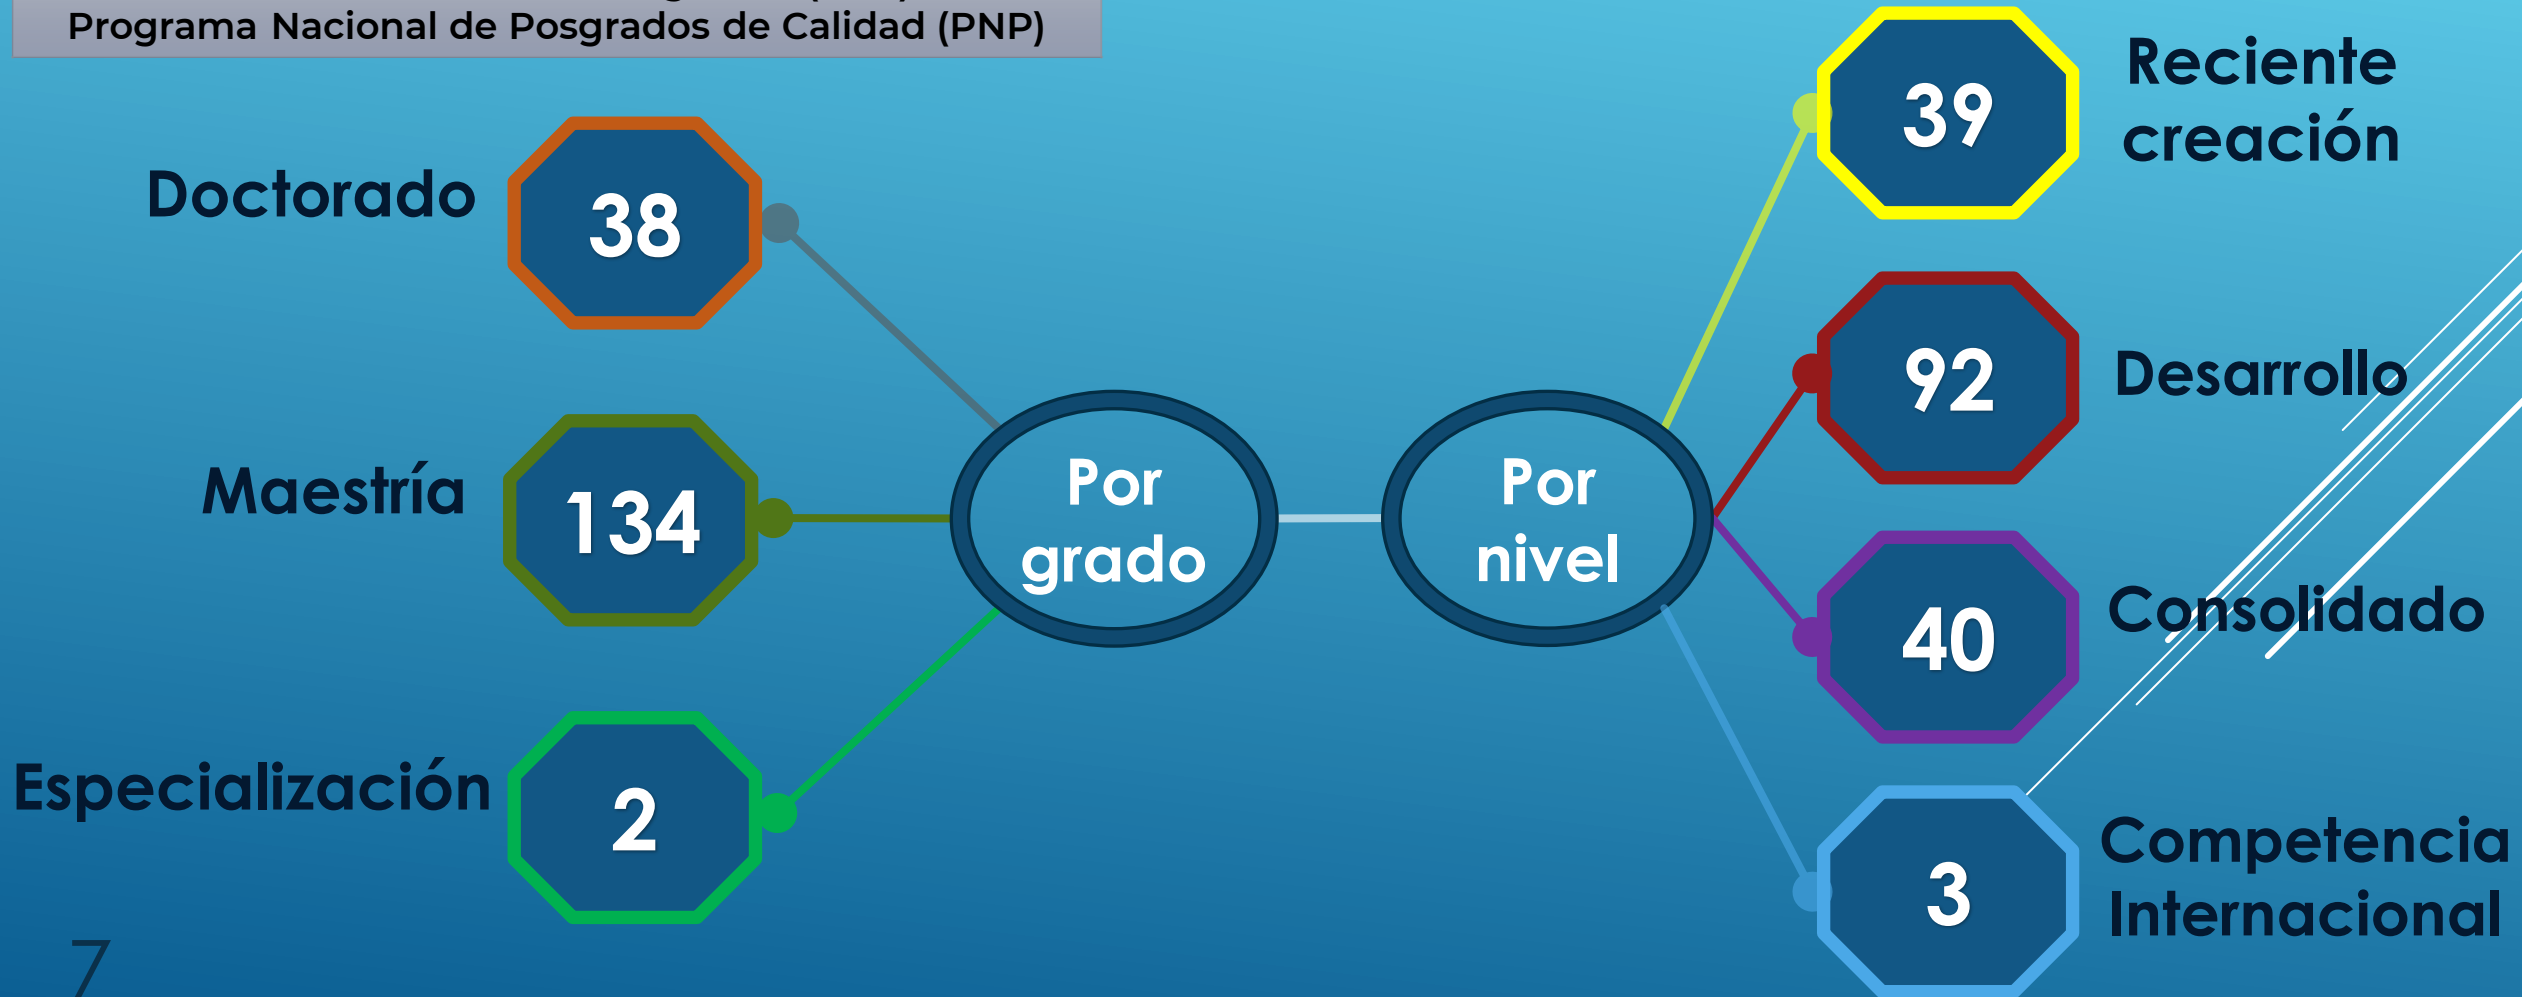 Programa Nacional de Posgrados de Calidad (PNP)
Doctorado
38
Maestría
134
Especialización
2
Por
grado
Por
nivel
39
Reciente
creación
92
Desarrollo
40
Consolidado
3
Competencia
Internacional
7